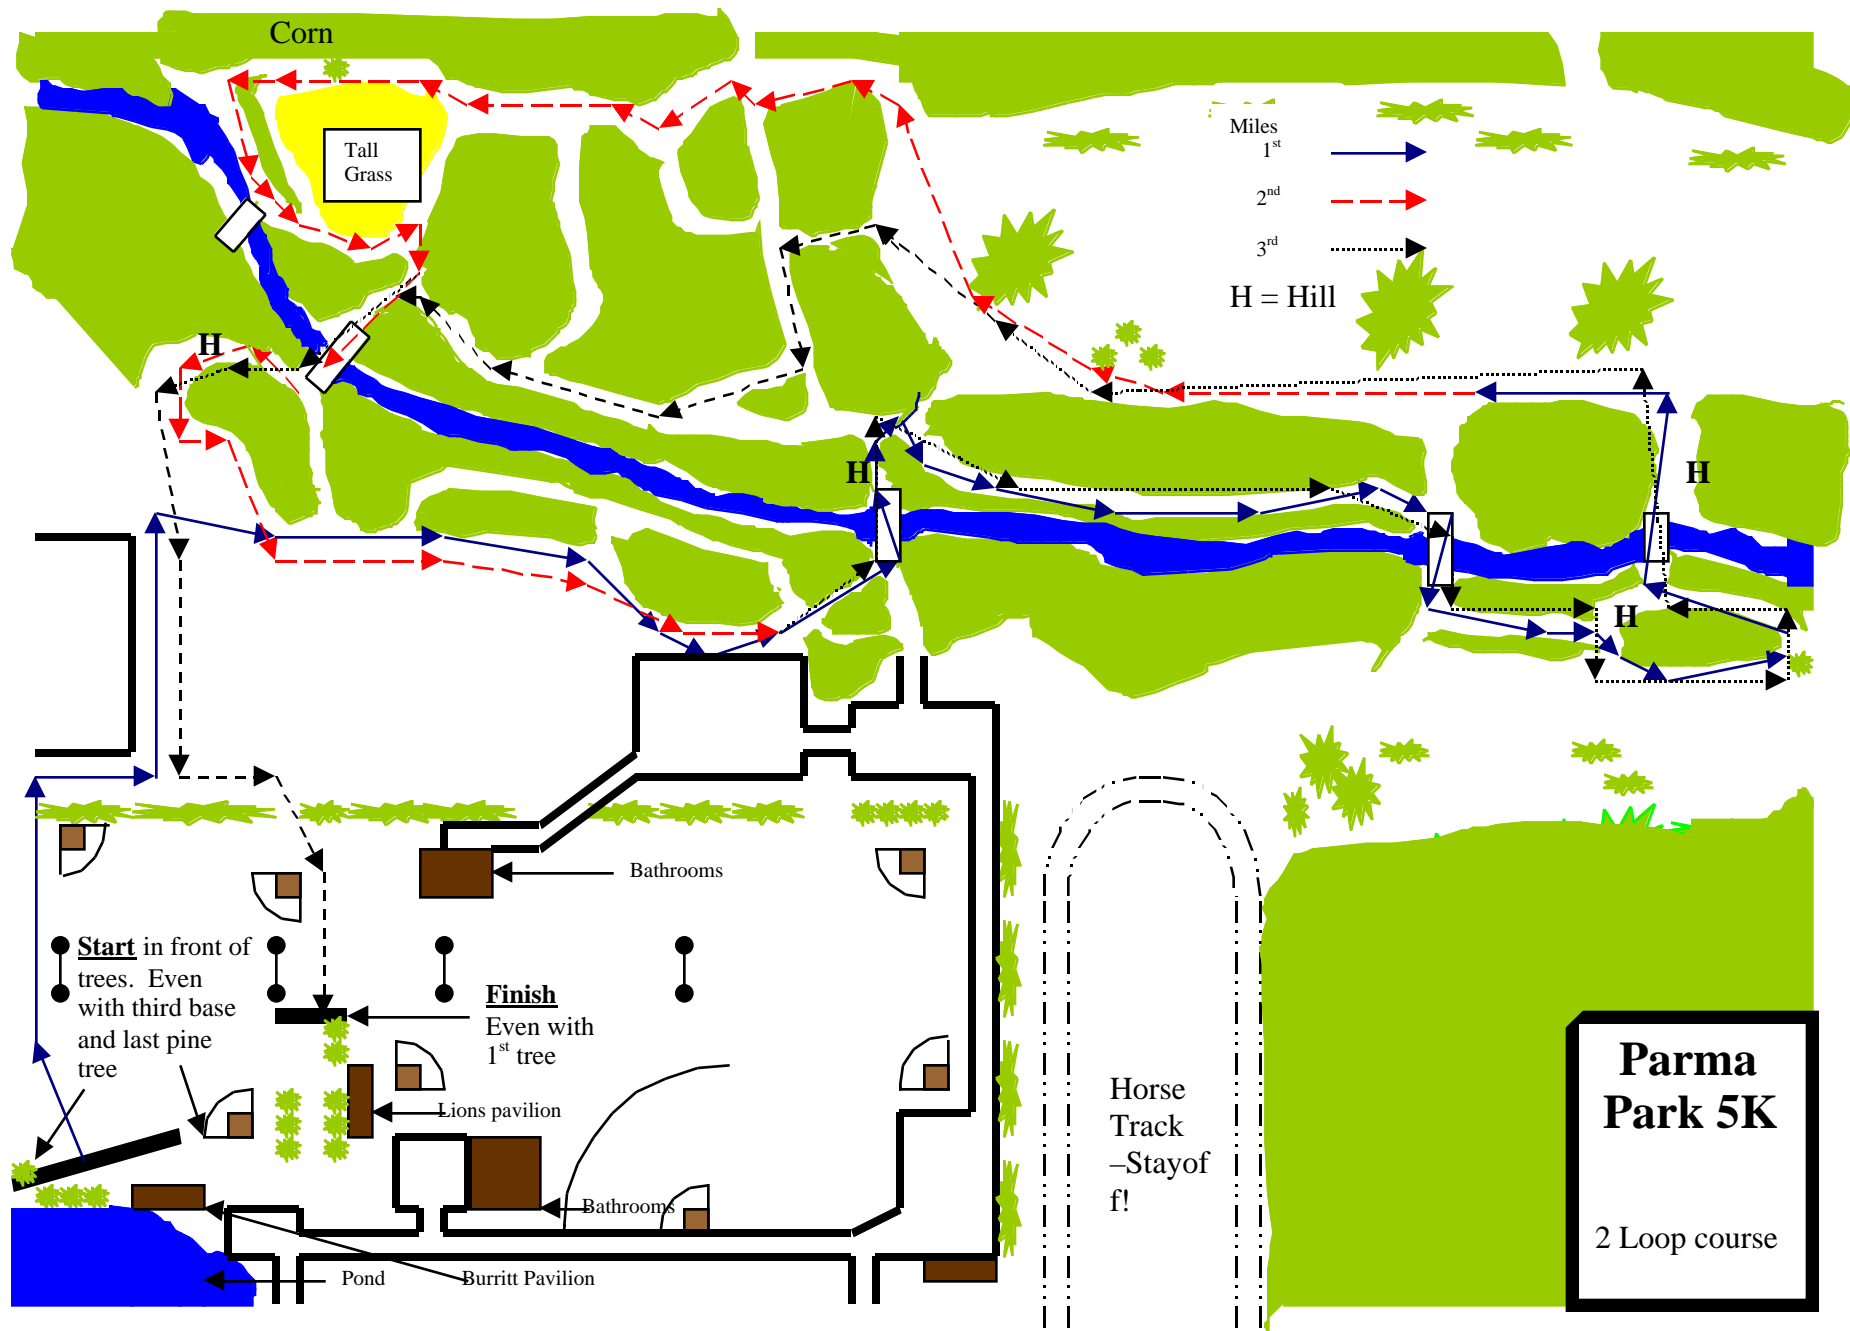 Corn
Tall
Grass
Miles
1st
2nd
3rd
H = Hill
H
H
H
H
Bathrooms
Start in front of
trees. Even
with third base
and last pine
tree
Finish
Even with
1st tree
Lions pavilion
Bathrooms
Pond
Burritt Pavilion
Horse
Track
–Stayof
f!
Parma
Park 5K
2 Loop course